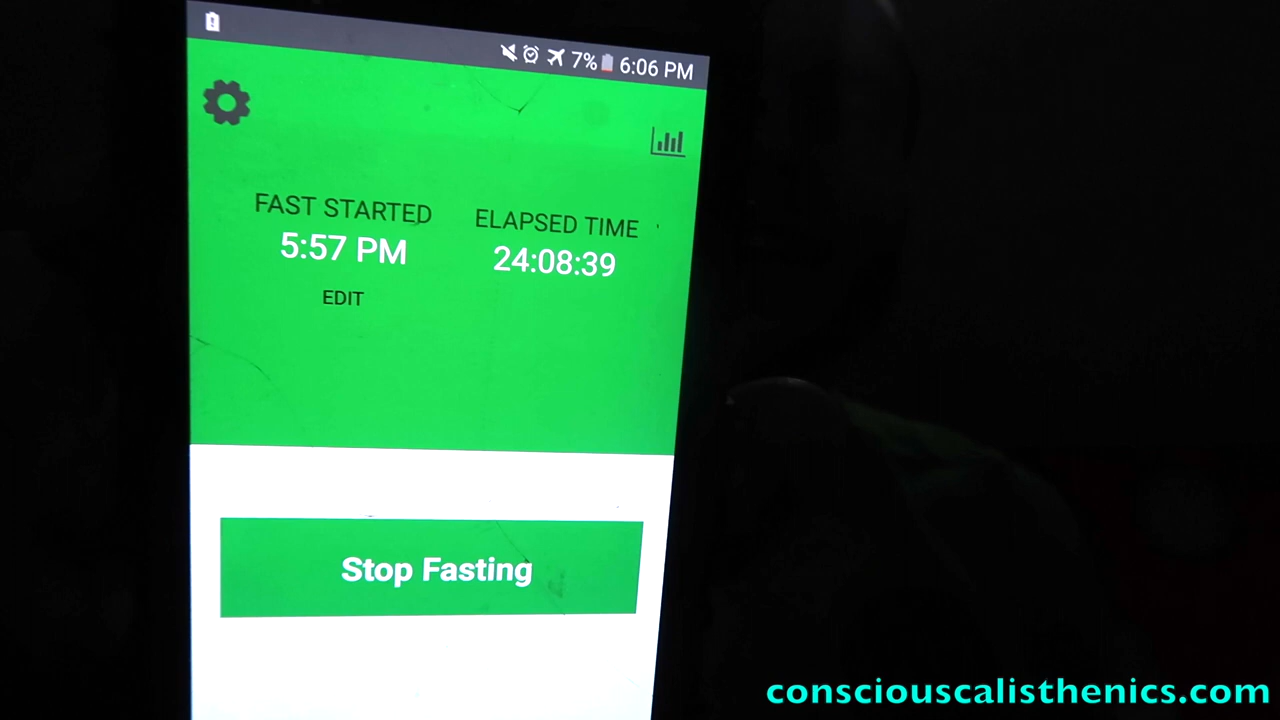 7% 6:06 PM
FAST STARTED
5:57 PM
EDIT
ELAPSED TIME
24:08:39
Stop Fasting
consciouscalisthenics.com